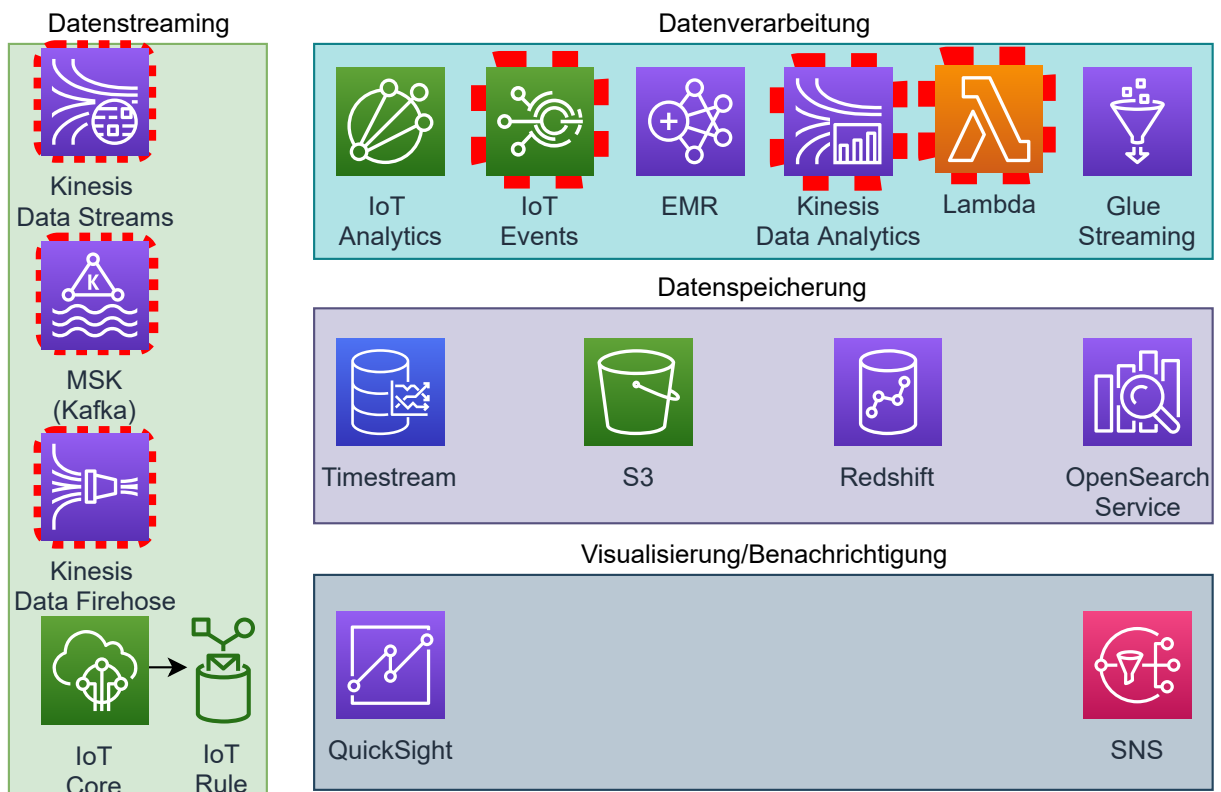 Datenstreaming
Kinesis
Data Streams
K
MSK
(Kafka)
Kinesis
Data Firehose
IoT
Core
IoT
Rule
Datenverarbeitung
IoT
Analytics
IoT
Events
EMR
Kinesis
Data Analytics
Lambda
Glue
Streaming
Datenspeicherung
Timestream
S3
Redshift
OpenSearch
Service
Visualisierung/Benachrichtigung
QuickSight
SNS